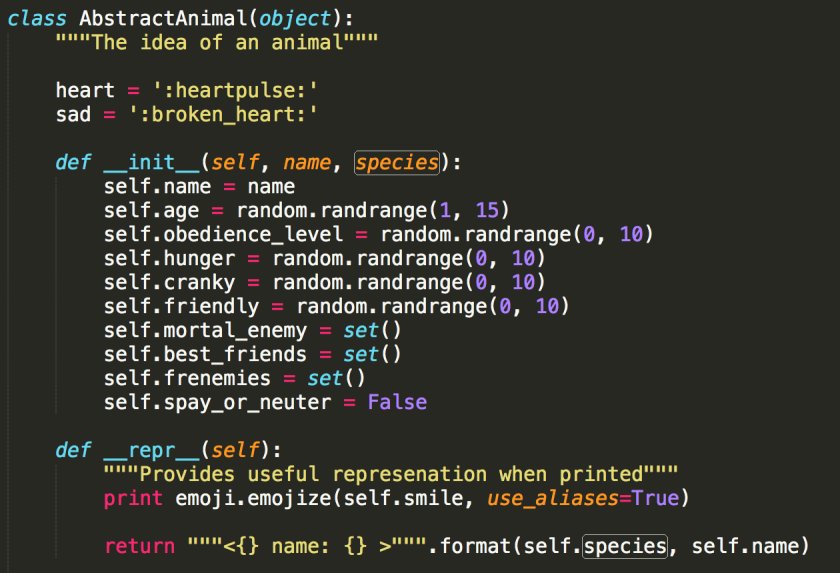 class AbstractAnimal(object):
    """The idea of an animal"""

    heart = ':heartpulse:'
    sad = ':broken_heart:'

    def __init__(self, name, species):
        self.name = name
        self.age = random.randrange(1, 15)
        self.obedience_level = random.randrange(0, 10)
        self.hunger = random.randrange(0, 10)
        self.cranky = random.randrange(0, 10)
        self.friendly = random.randrange(0, 10)
        self.mortal_enemy = set()
        self.best_friends = set()
        self.frenemies = set()
        self.spay_or_neuter = False

    def __repr__(self):
        """Provides useful represenation when printed"""
        print emoji.emojize(self.smile, use_aliases=True)

        return """<{} name: {} >""".format(self.species, self.name)